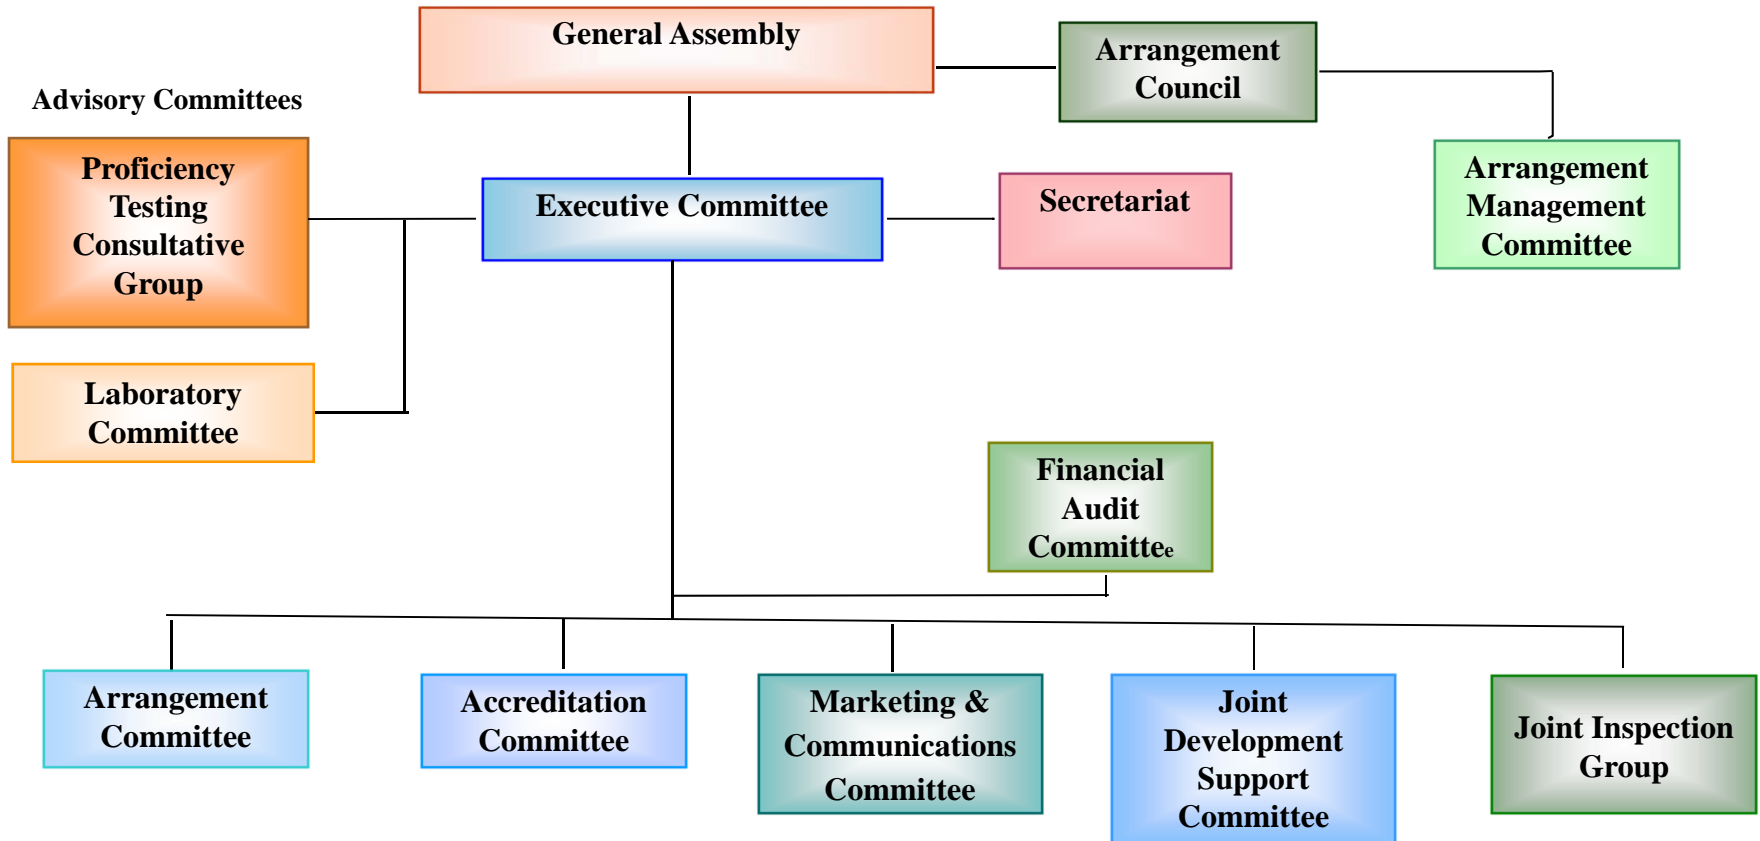 General Assembly
Arrangement
Council
Advisory Committees
Proficiency
Testing
Consultative
Group
Executive Committee
Secretariat
Arrangement
Management
Committee
Laboratory
Committee
Financial
Audit
Committee
Arrangement
Committee
Accreditation
Committee
Marketing &
Communications
Committee
Joint
Development
Support
Committee
Joint Inspection
Group